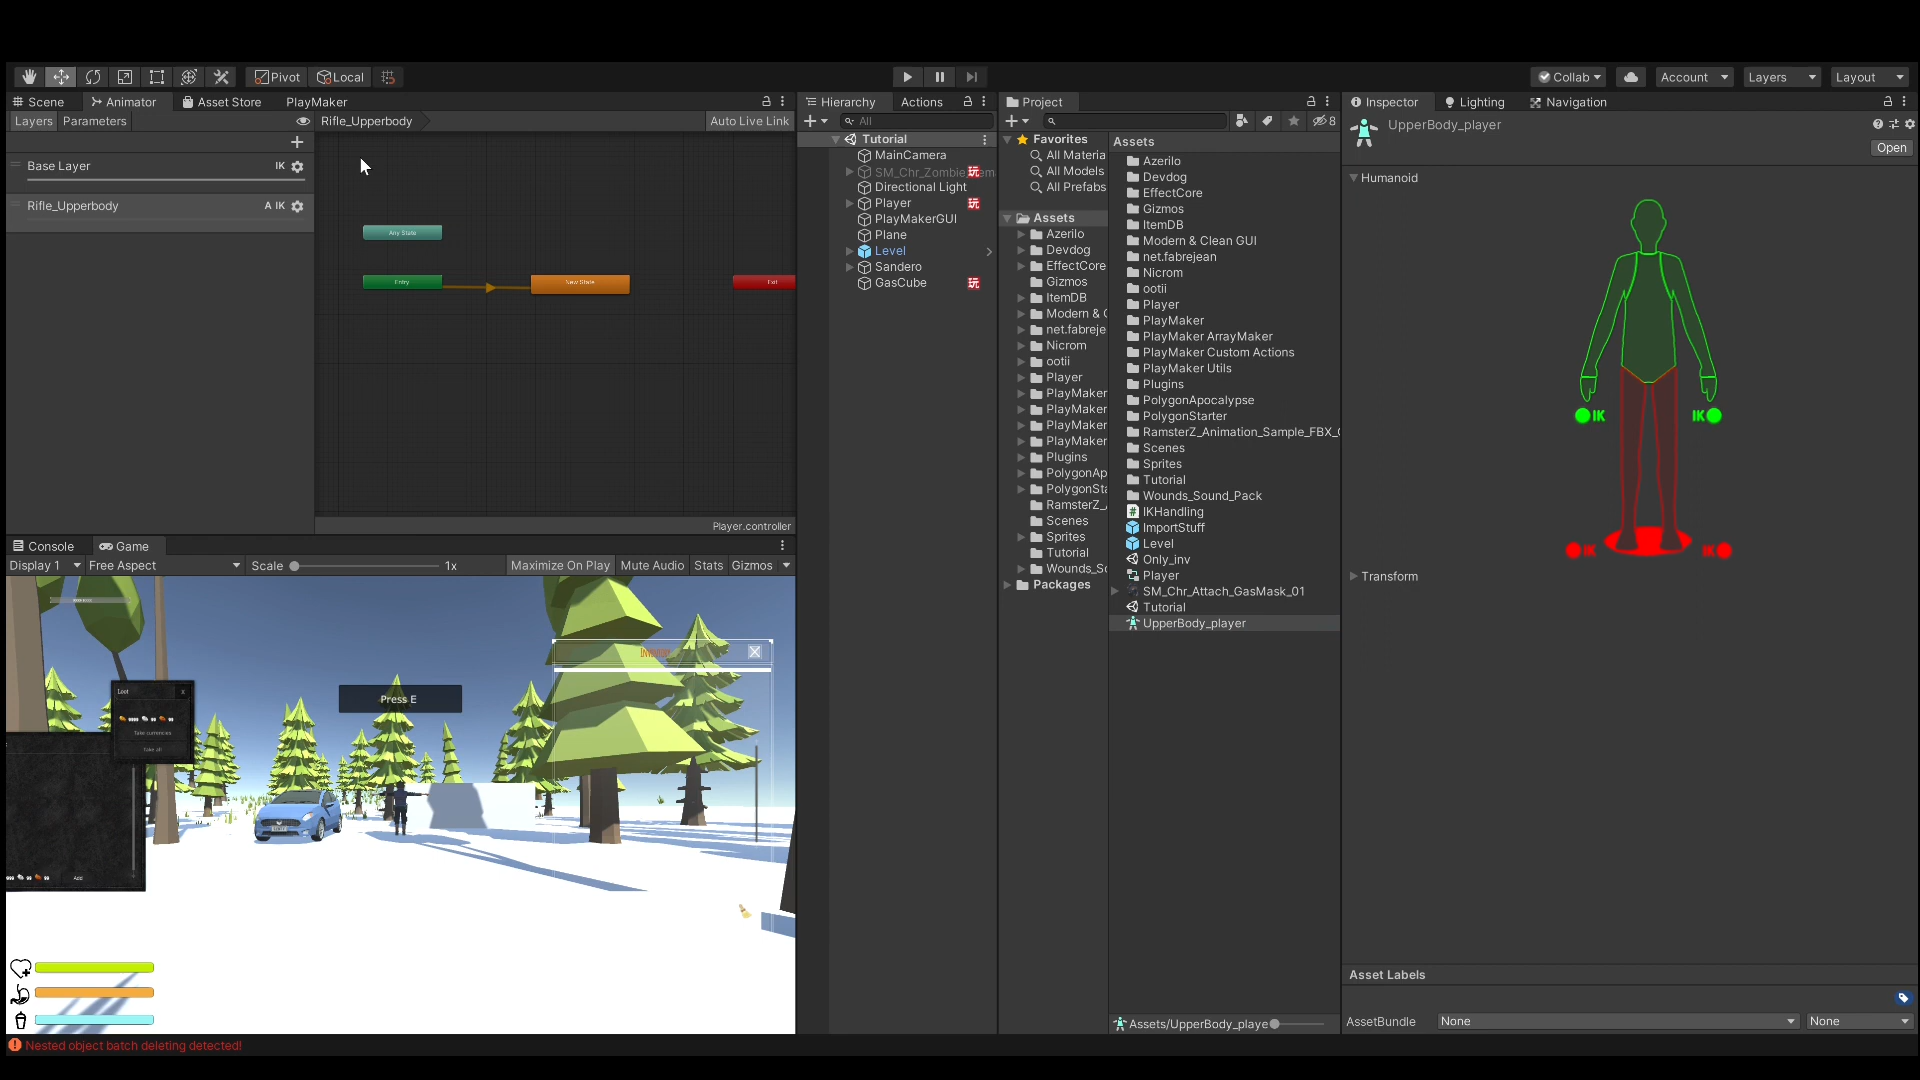 Pivot Local Collab Account Layers Layout
Scene Animator Asset Store PlayMaker
Layers Parameters Rifle_Upperbody Auto Live Link
Base Layer IK
Rifle_Upperbody A IK
Any State
Entry New State Exit
Player.controller
Console Game
Display 1 Free Aspect Scale 1x Maximize On Play Mute Audio Stats Gizmos
Loot X
Take currencies
Take all
Add
Press E
Nested object batch deleting detected!
Hierarchy Actions
All
Tutorial
MainCamera
SM_Chr_Zombie
Directional Light
Player
PlayMakerGUI
Plane
Level
Sandero
GasCube
Project
8
Favorites
All Materia
All Models
All Prefabs
Assets
Azerilo
Devdog
EffectCore
Gizmos
ItemDB
Modern & C
net.fabreje
Nicrom
ootii
Player
PlayMaker
PlayMaker
PlayMaker
PlayMaker
Plugins
PolygonAp
PolygonSta
RamsterZ_
Scenes
Sprites
Tutorial
Wounds_So
Packages
Assets
Azerilo
Devdog
EffectCore
Gizmos
ItemDB
Modern & Clean GUI
net.fabrejean
Nicrom
ootii
Player
PlayMaker
PlayMaker ArrayMaker
PlayMaker Custom Actions
PlayMaker Utils
Plugins
PolygonApocalypse
PolygonStarter
RamsterZ_Animation_Sample_FBX_
Scenes
Sprites
Tutorial
Wounds_Sound_Pack
IKHandling
ImportStuff
Level
Only_inv
Player
SM_Chr_Attach_GasMask_01
Tutorial
UpperBody_player
Assets/UpperBody_playe
Inspector Lighting Navigation
UpperBody_player
Open
Humanoid
IK IK
IK IK
Transform
Asset Labels
AssetBundle None None